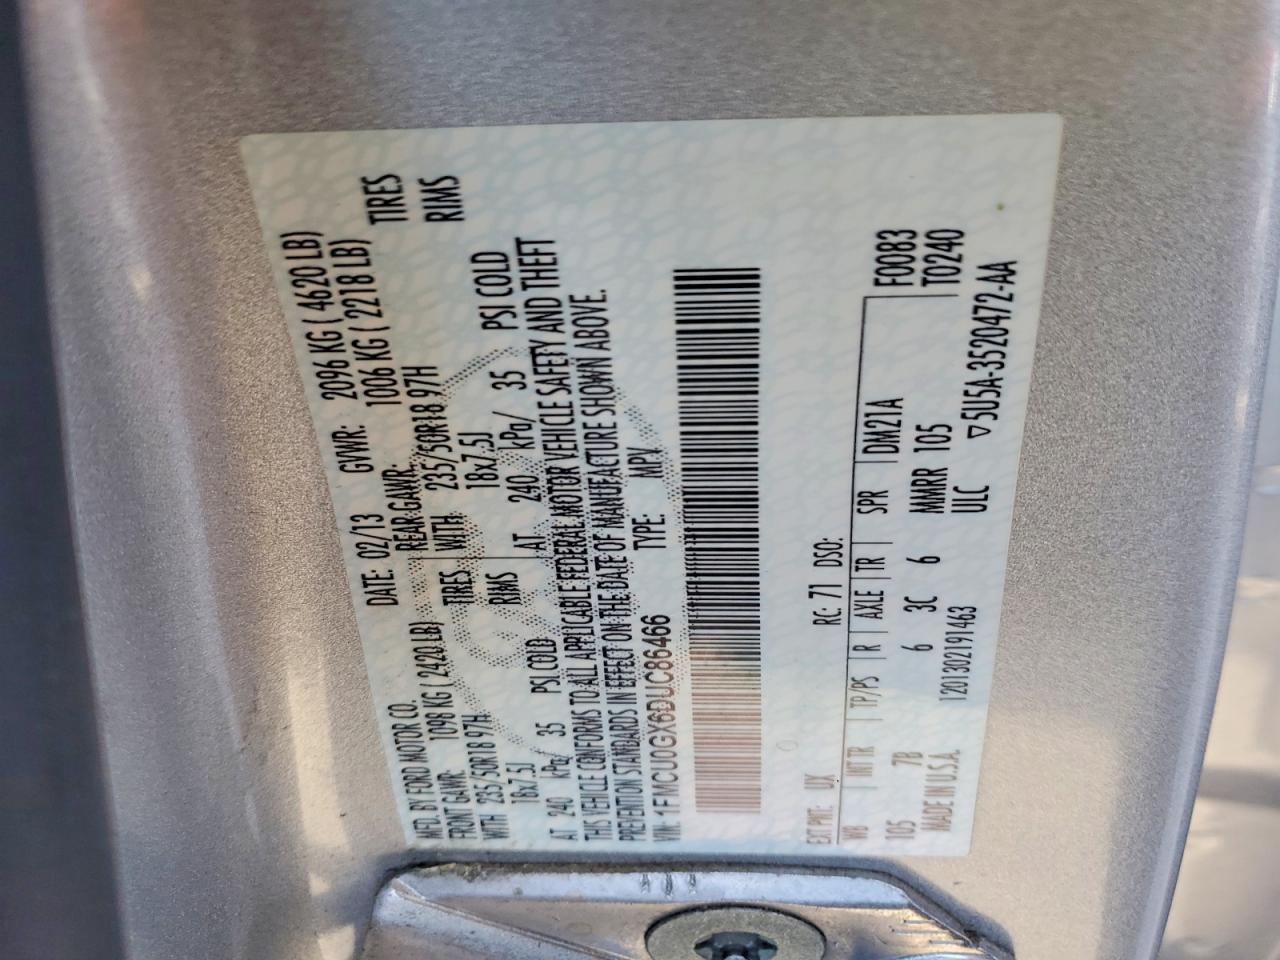 MFD. BY FORD MOTOR CO.
DATE: 02/13 GVWR: 2096 KG ( 4620 LB)
FRONT GAWR: 1098 KG ( 2420 LB) REAR GAWR: 1006 KG ( 2218 LB)
WITH 235/50R18 97H TIRES WITH 235/50R18 97H TIRES
18x7.5J RIMS 18x7.5J RIMS
AT 240 kPa/ 35 PSI COLD AT 240 kPa/ 35 PSI COLD
THIS VEHICLE CONFORMS TO ALL APPLICABLE FEDERAL MOTOR VEHICLE SAFETY AND THEFT
PREVENTION STANDARDS IN EFFECT ON THE DATE OF MANUFACTURE SHOWN ABOVE.
VIN: 1FMCU0GX6DUC86466 TYPE: MPV
EXT PNT: UX RC: 71 DSO:
WB INT TR TP/PS R AXLE TR SPR DM21A F0083
105 7B 6 3C 6 MMRR 105 T0240
MADE IN U.S.A. 1201302191463 ULC ▽5U5A-3520472-AA